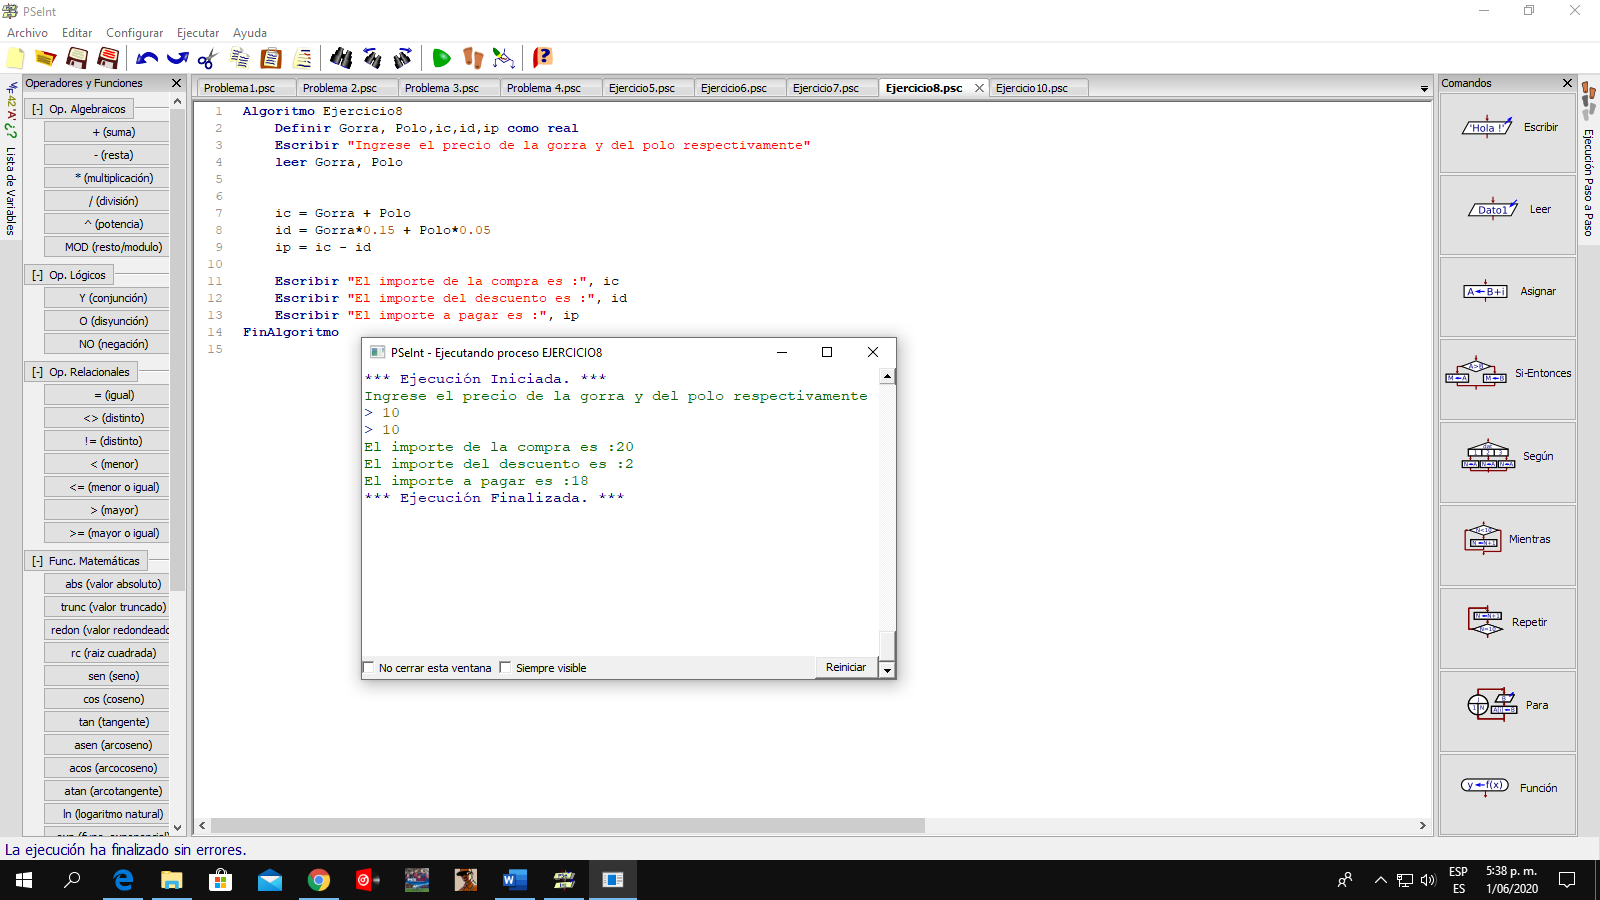 PSeInt
Archivo Editar Configurar Ejecutar Ayuda
Operadores y Funciones
Problema1.psc Problema 2.psc Problema 3.psc Problema 4.psc Ejercicio5.psc Ejercicio6.psc Ejercicio7.psc Ejercicio8.psc Ejercicio10.psc
Comandos
Lista de Variables
[-] Op. Algebraicos
+ (suma)
- (resta)
* (multiplicación)
/ (división)
^ (potencia)
MOD (resto/modulo)
[-] Op. Lógicos
Y (conjunción)
O (disyunción)
NO (negación)
[-] Op. Relacionales
= (igual)
<> (distinto)
!= (distinto)
< (menor)
<= (menor o igual)
> (mayor)
>= (mayor o igual)
[-] Func. Matemáticas
abs (valor absoluto)
trunc (valor truncado)
redon (valor redondeado
rc (raiz cuadrada)
sen (seno)
cos (coseno)
tan (tangente)
asen (arcoseno)
acos (arcocoseno)
atan (arcotangente)
ln (logaritmo natural)
1 Algoritmo Ejercicio8
2 Definir Gorra, Polo,ic,id,ip como real
3 Escribir "Ingrese el precio de la gorra y del polo respectivamente"
4 leer Gorra, Polo
5
6
7 ic = Gorra + Polo
8 id = Gorra*0.15 + Polo*0.05
9 ip = ic - id
10
11 Escribir "El importe de la compra es :", ic
12 Escribir "El importe del descuento es :", id
13 Escribir "El importe a pagar es :", ip
14 FinAlgoritmo
15
PSeInt - Ejecutando proceso EJERCICIO8
*** Ejecución Iniciada. ***
Ingrese el precio de la gorra y del polo respectivamente
> 10
> 10
El importe de la compra es :20
El importe del descuento es :2
El importe a pagar es :18
*** Ejecución Finalizada. ***
No cerrar esta ventana Siempre visible Reiniciar
'Hola !' Escribir
Dato1 Leer
A←B+i Asignar
Si-Entonces
Según
Mientras
Repetir
Para
y←f(x) Función
Ejecución Paso a Paso
La ejecución ha finalizado sin errores.
ESP
ES
5:38 p. m.
1/06/2020